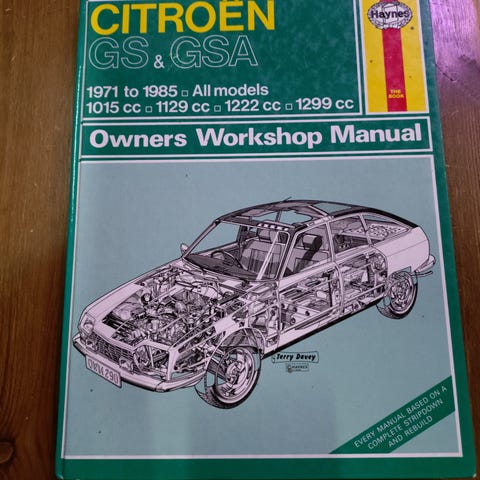 CITROËN
GS & GSA
1971 to 1985 □ All models
1015 cc □ 1129 cc □ 1222 cc □ 1299 cc
Haynes
THE
BOOK
Owners Workshop Manual
Terry Davey
EVERY MANUAL BASED ON A
COMPLETE STRIPDOWN
AND REBUILD